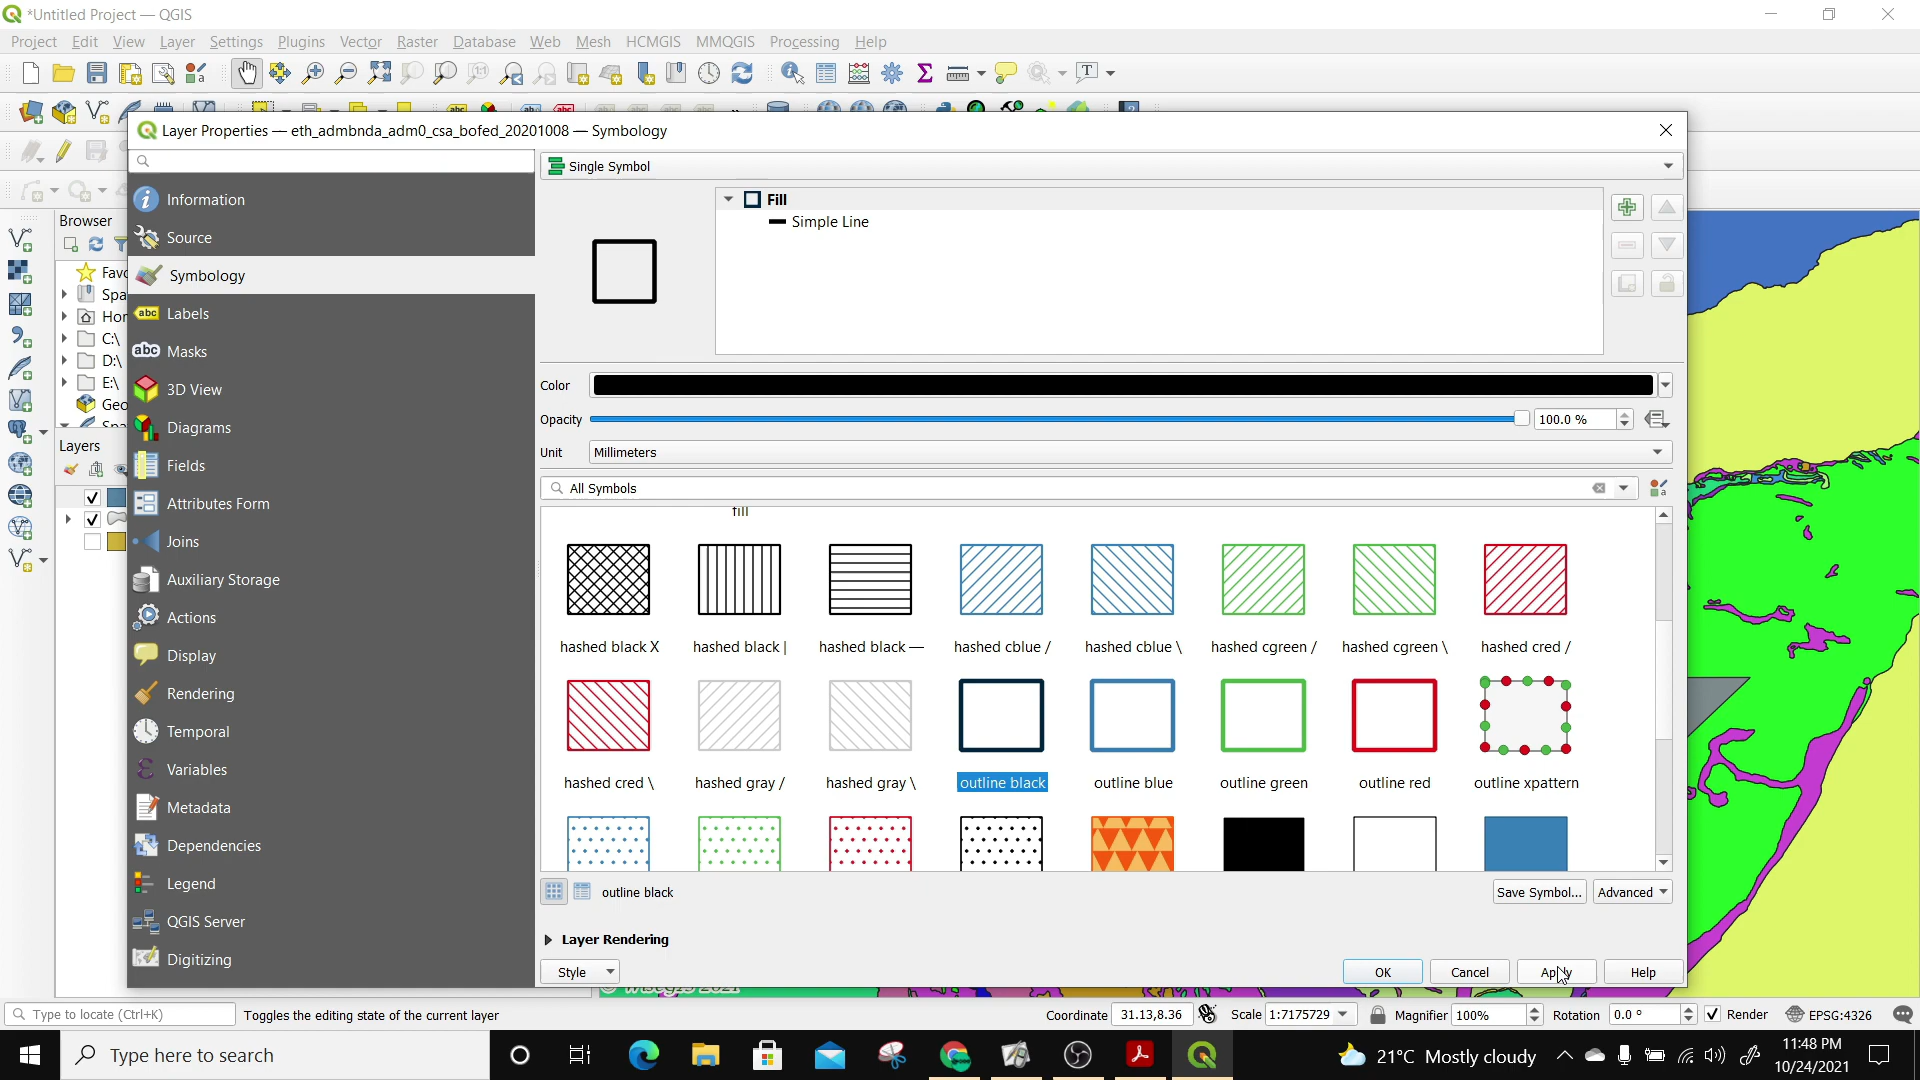 *Untitled Project — QGIS
Project Edit View Layer Settings Plugins Vector Raster Database Web Mesh HCMGIS MMQGIS Processing Help
Layer Properties — eth_admbnda_adm0_csa_bofed_20201008 — Symbology
Single Symbol
Information
Source
Symbology
Labels
Masks
3D View
Diagrams
Fields
Attributes Form
Joins
Auxiliary Storage
Actions
Display
Rendering
Temporal
Variables
Metadata
Dependencies
Legend
QGIS Server
Digitizing
Browser
C:\
D:\
E:\
Layers
Fill
Simple Line
Color
Opacity 100.0 %
Unit Millimeters
All Symbols
fill
hashed black X hashed black | hashed black — hashed cblue / hashed cblue \ hashed cgreen / hashed cgreen \ hashed cred /
hashed cred \ hashed gray / hashed gray \ outline black outline blue outline green outline red outline xpattern
outline black Save Symbol... Advanced
Layer Rendering
Style OK Cancel Apply Help
Type to locate (Ctrl+K) Toggles the editing state of the current layer Coordinate 31.13,8.36 Scale 1:7175729 Magnifier 100% Rotation 0.0 ° Render EPSG:4326
Type here to search 21°C Mostly cloudy 11:48 PM
10/24/2021